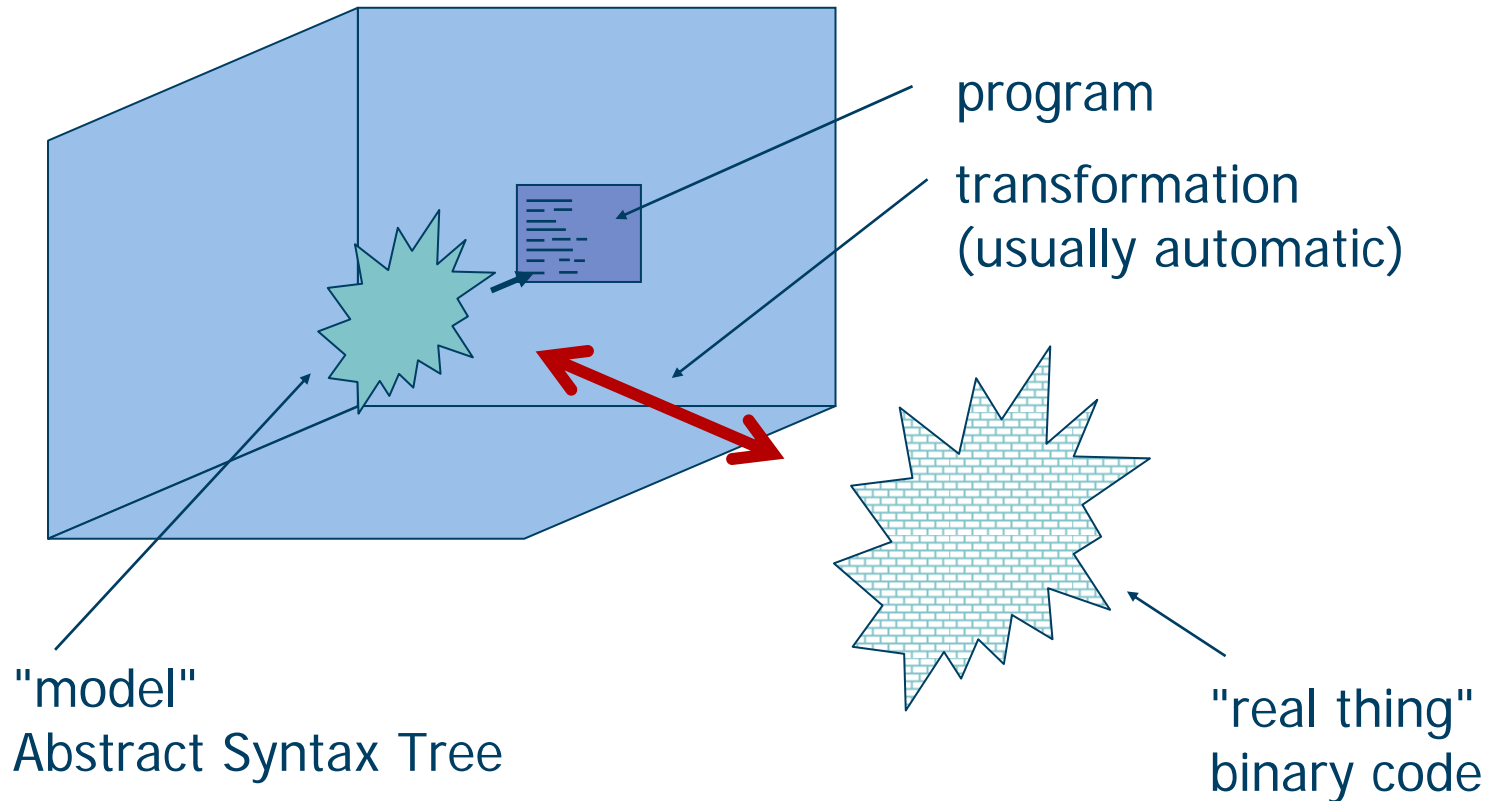 program
transformation
(usually automatic)
"model"
Abstract Syntax Tree
"real thing"
binary code